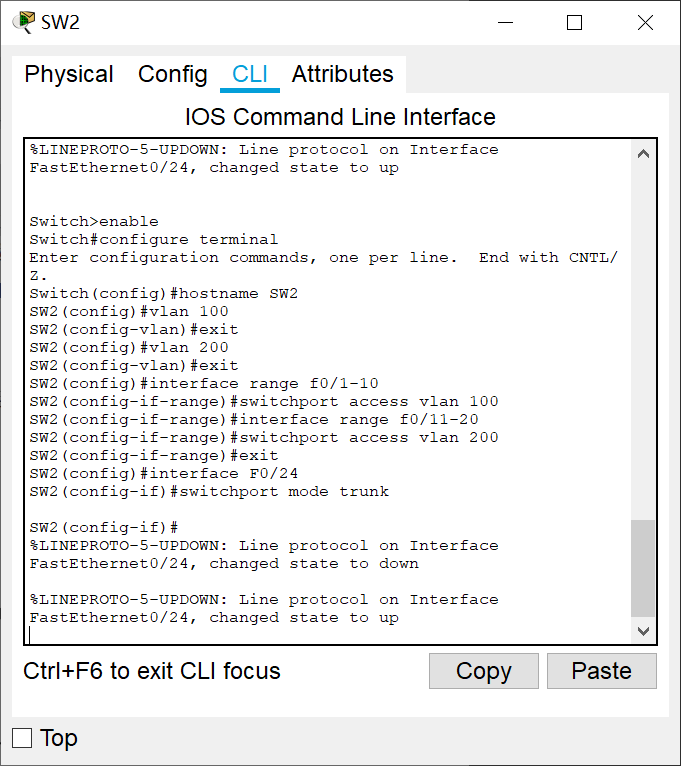 SW2
Physical Config CLI Attributes
IOS Command Line Interface
%LINEPROTO-5-UPDOWN: Line protocol on Interface
FastEthernet0/24, changed state to up
Switch>enable
Switch#configure terminal
Enter configuration commands, one per line.  End with CNTL/
Z.
Switch(config)#hostname SW2
SW2(config)#vlan 100
SW2(config-vlan)#exit
SW2(config)#vlan 200
SW2(config-vlan)#exit
SW2(config)#interface range f0/1-10
SW2(config-if-range)#switchport access vlan 100
SW2(config-if-range)#interface range f0/11-20
SW2(config-if-range)#switchport access vlan 200
SW2(config-if-range)#exit
SW2(config)#interface F0/24
SW2(config-if)#switchport mode trunk
SW2(config-if)#
%LINEPROTO-5-UPDOWN: Line protocol on Interface
FastEthernet0/24, changed state to down
%LINEPROTO-5-UPDOWN: Line protocol on Interface
FastEthernet0/24, changed state to up
Ctrl+F6 to exit CLI focus Copy Paste
Top